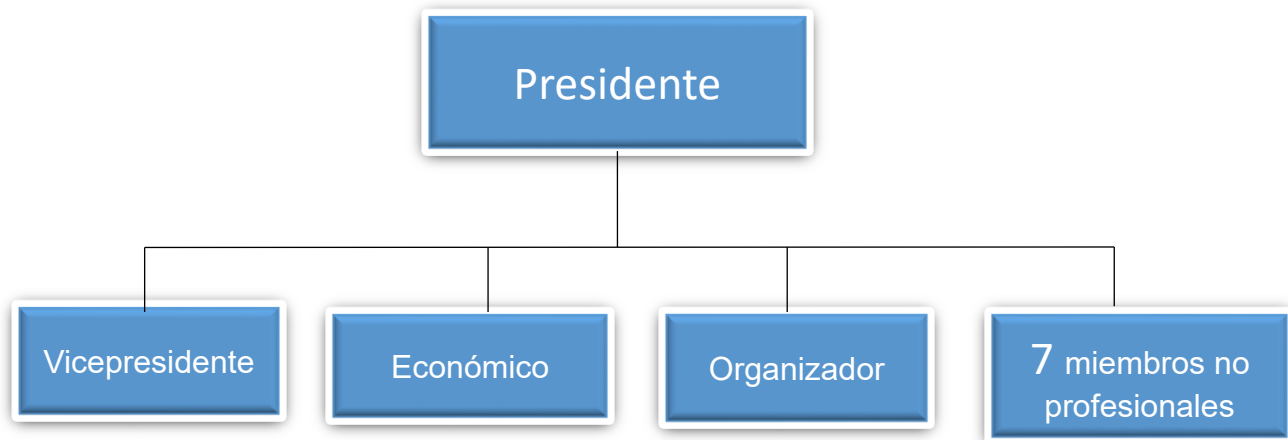 Presidente
Vicepresidente
Económico
Organizador
7 miembros no
profesionales